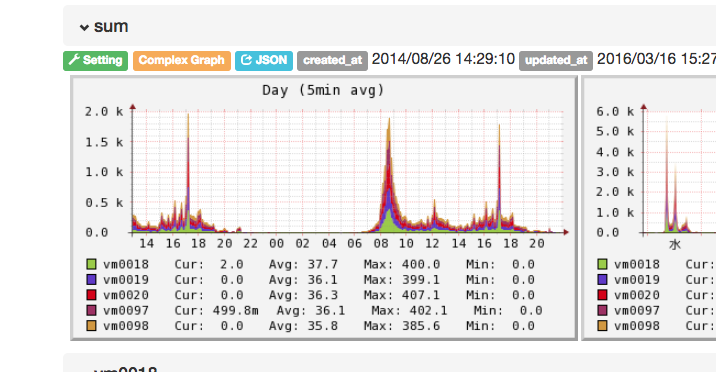 sum
Setting Complex Graph JSON created_at 2014/08/26 14:29:10 updated_at 2016/03/16 15:27
Day (5min avg)
2.0 k
1.5 k
1.0 k
0.5 k
0.0
14 16 18 20 22 00 02 04 06 08 10 12 14 16 18 20
vm0018 Cur: 2.0 Avg: 37.7 Max: 400.0 Min: 0.0
vm0019 Cur: 0.0 Avg: 36.1 Max: 399.1 Min: 0.0
vm0020 Cur: 0.0 Avg: 36.3 Max: 407.1 Min: 0.0
vm0097 Cur: 499.8m Avg: 36.1 Max: 402.1 Min: 0.0
vm0098 Cur: 0.0 Avg: 35.8 Max: 385.6 Min: 0.0
6.0 k
5.0 k
4.0 k
3.0 k
2.0 k
1.0 k
0.0
水
vm0018 Cur:
vm0019 Cur:
vm0020 Cur:
vm0097 Cur:
vm0098 Cur:
vm0018